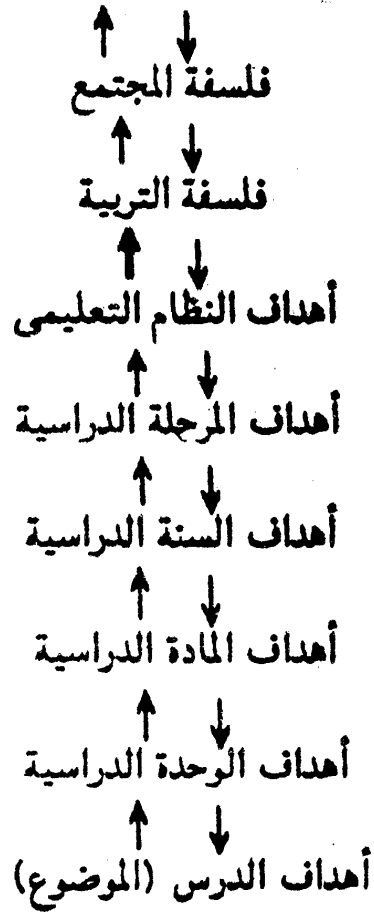 فلسفة المجتمع
فلسفة التربية
أهداف النظام التعليمى
أهداف المرحلة الدراسية
أهداف السنة الدراسية
أهداف المادة الدراسية
أهداف الوحدة الدراسية
أهداف الدرس (الموضوع)